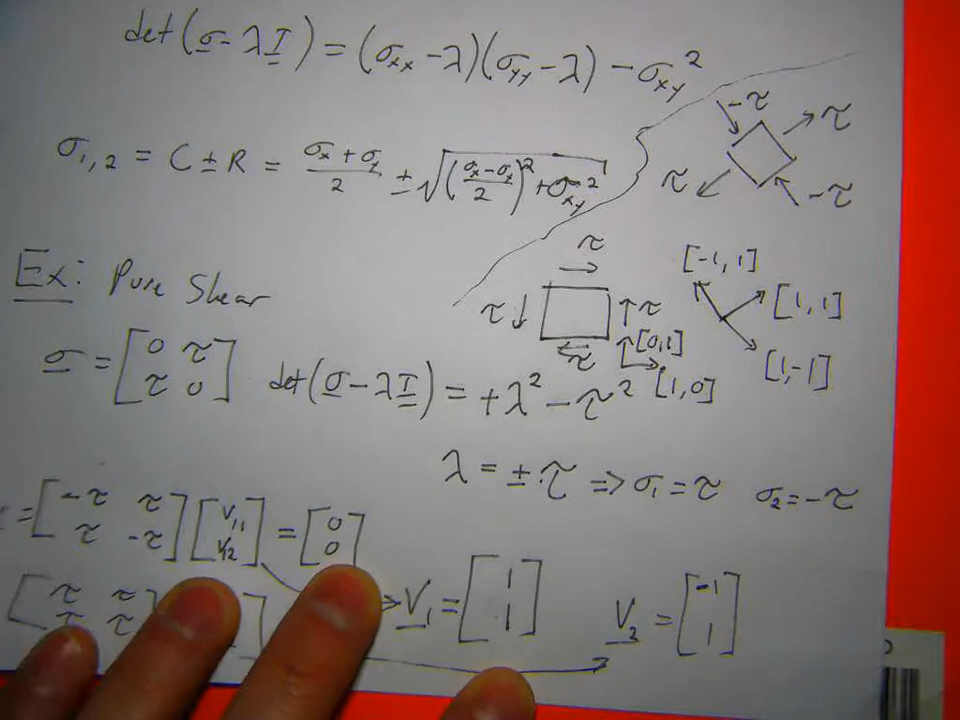 det(σ - λI) = (σxx - λ)(σyy - λ) - σxy²
-τ τ
τ -τ
σ1,2 = C ± R = (σx + σy)/2 ± √(((σx - σy)/2)² + σxy²)
Ex: Pure Shear
τ
τ τ
τ
[0,1]
[1,0]
[-1,1]
[1,1]
[1,-1]
σ = [0 τ; τ 0] det(σ - λI) = +λ² - τ²
λ = ± τ => σ1 = τ σ2 = -τ
= [-τ τ; τ -τ] [V11; V12] = [0; 0]
[τ τ; τ τ] => V1 = [1; 1] V2 = [-1; 1]